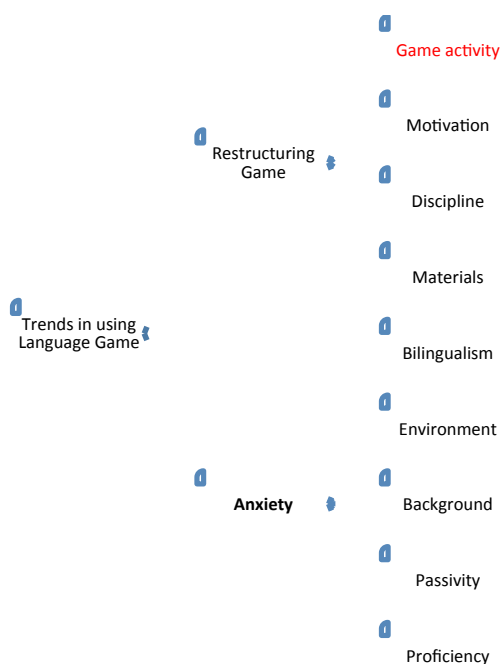 Game activity
Motivation
Restructuring
Game
Discipline
Materials
Trends in using
Language Game
Bilingualism
Environment
Anxiety
Background
Passivity
Proficiency